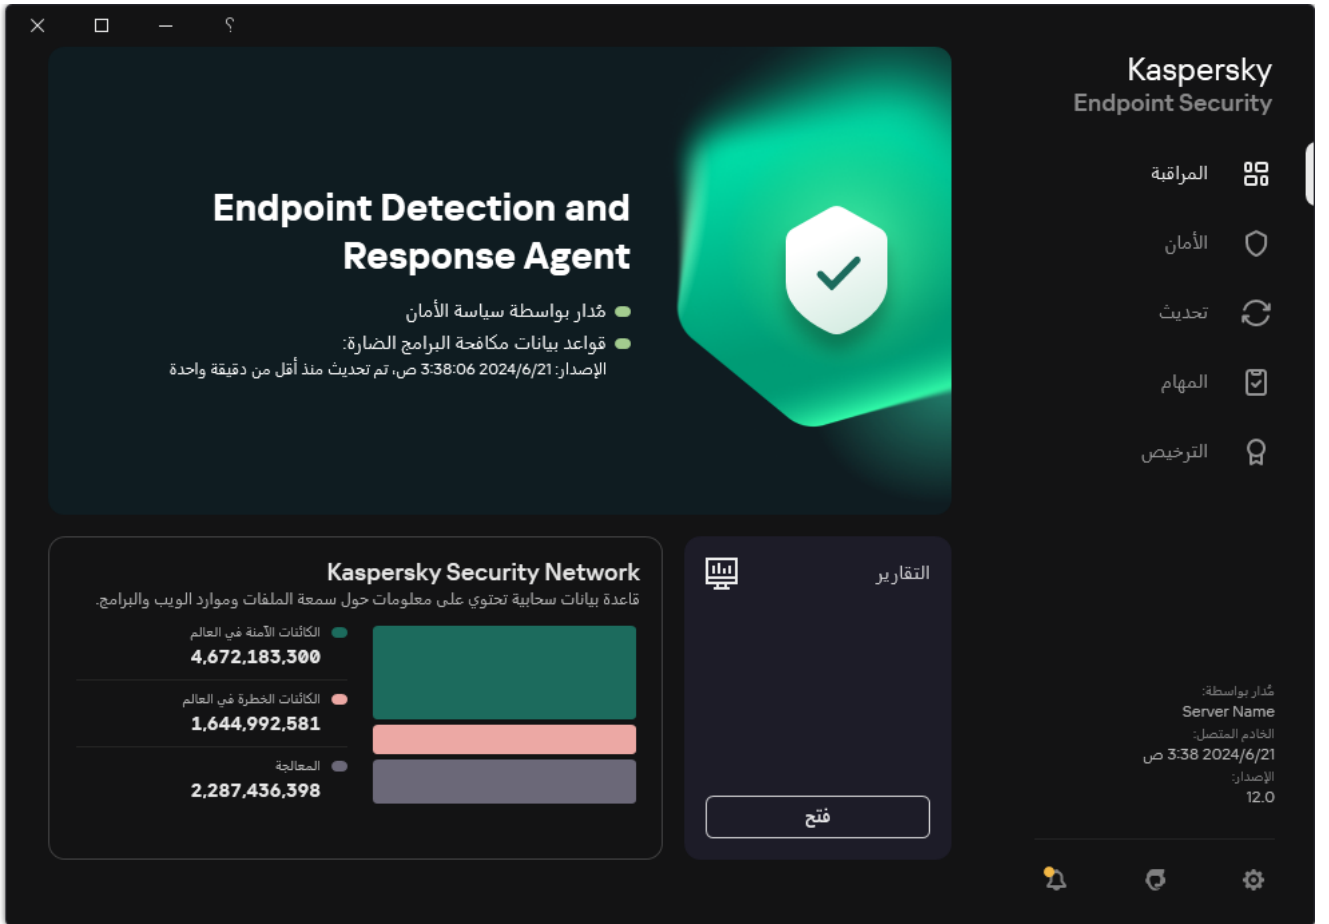 ؟
Kaspersky
Endpoint Security
المراقبة
الأمان
تحديث
المهام
الترخيص
Endpoint Detection and
Response Agent
مُدار بواسطة سياسة الأمان
قواعد بيانات مكافحة البرامج الضارة:
الإصدار: 2024/6/21 3:38:06 ص، تم تحديث منذ أقل من دقيقة واحدة
التقارير
فتح
Kaspersky Security Network
قاعدة بيانات سحابية تحتوي على معلومات حول سمعة الملفات وموارد الويب والبرامج.
الكائنات الآمنة في العالم
4,672,183,300
الكائنات الخطرة في العالم
1,644,992,581
المعالجة
2,287,436,398
مُدار بواسطة:
Server Name
الخادم المتصل:
2024/6/21 3:38 ص
الإصدار:
12.0